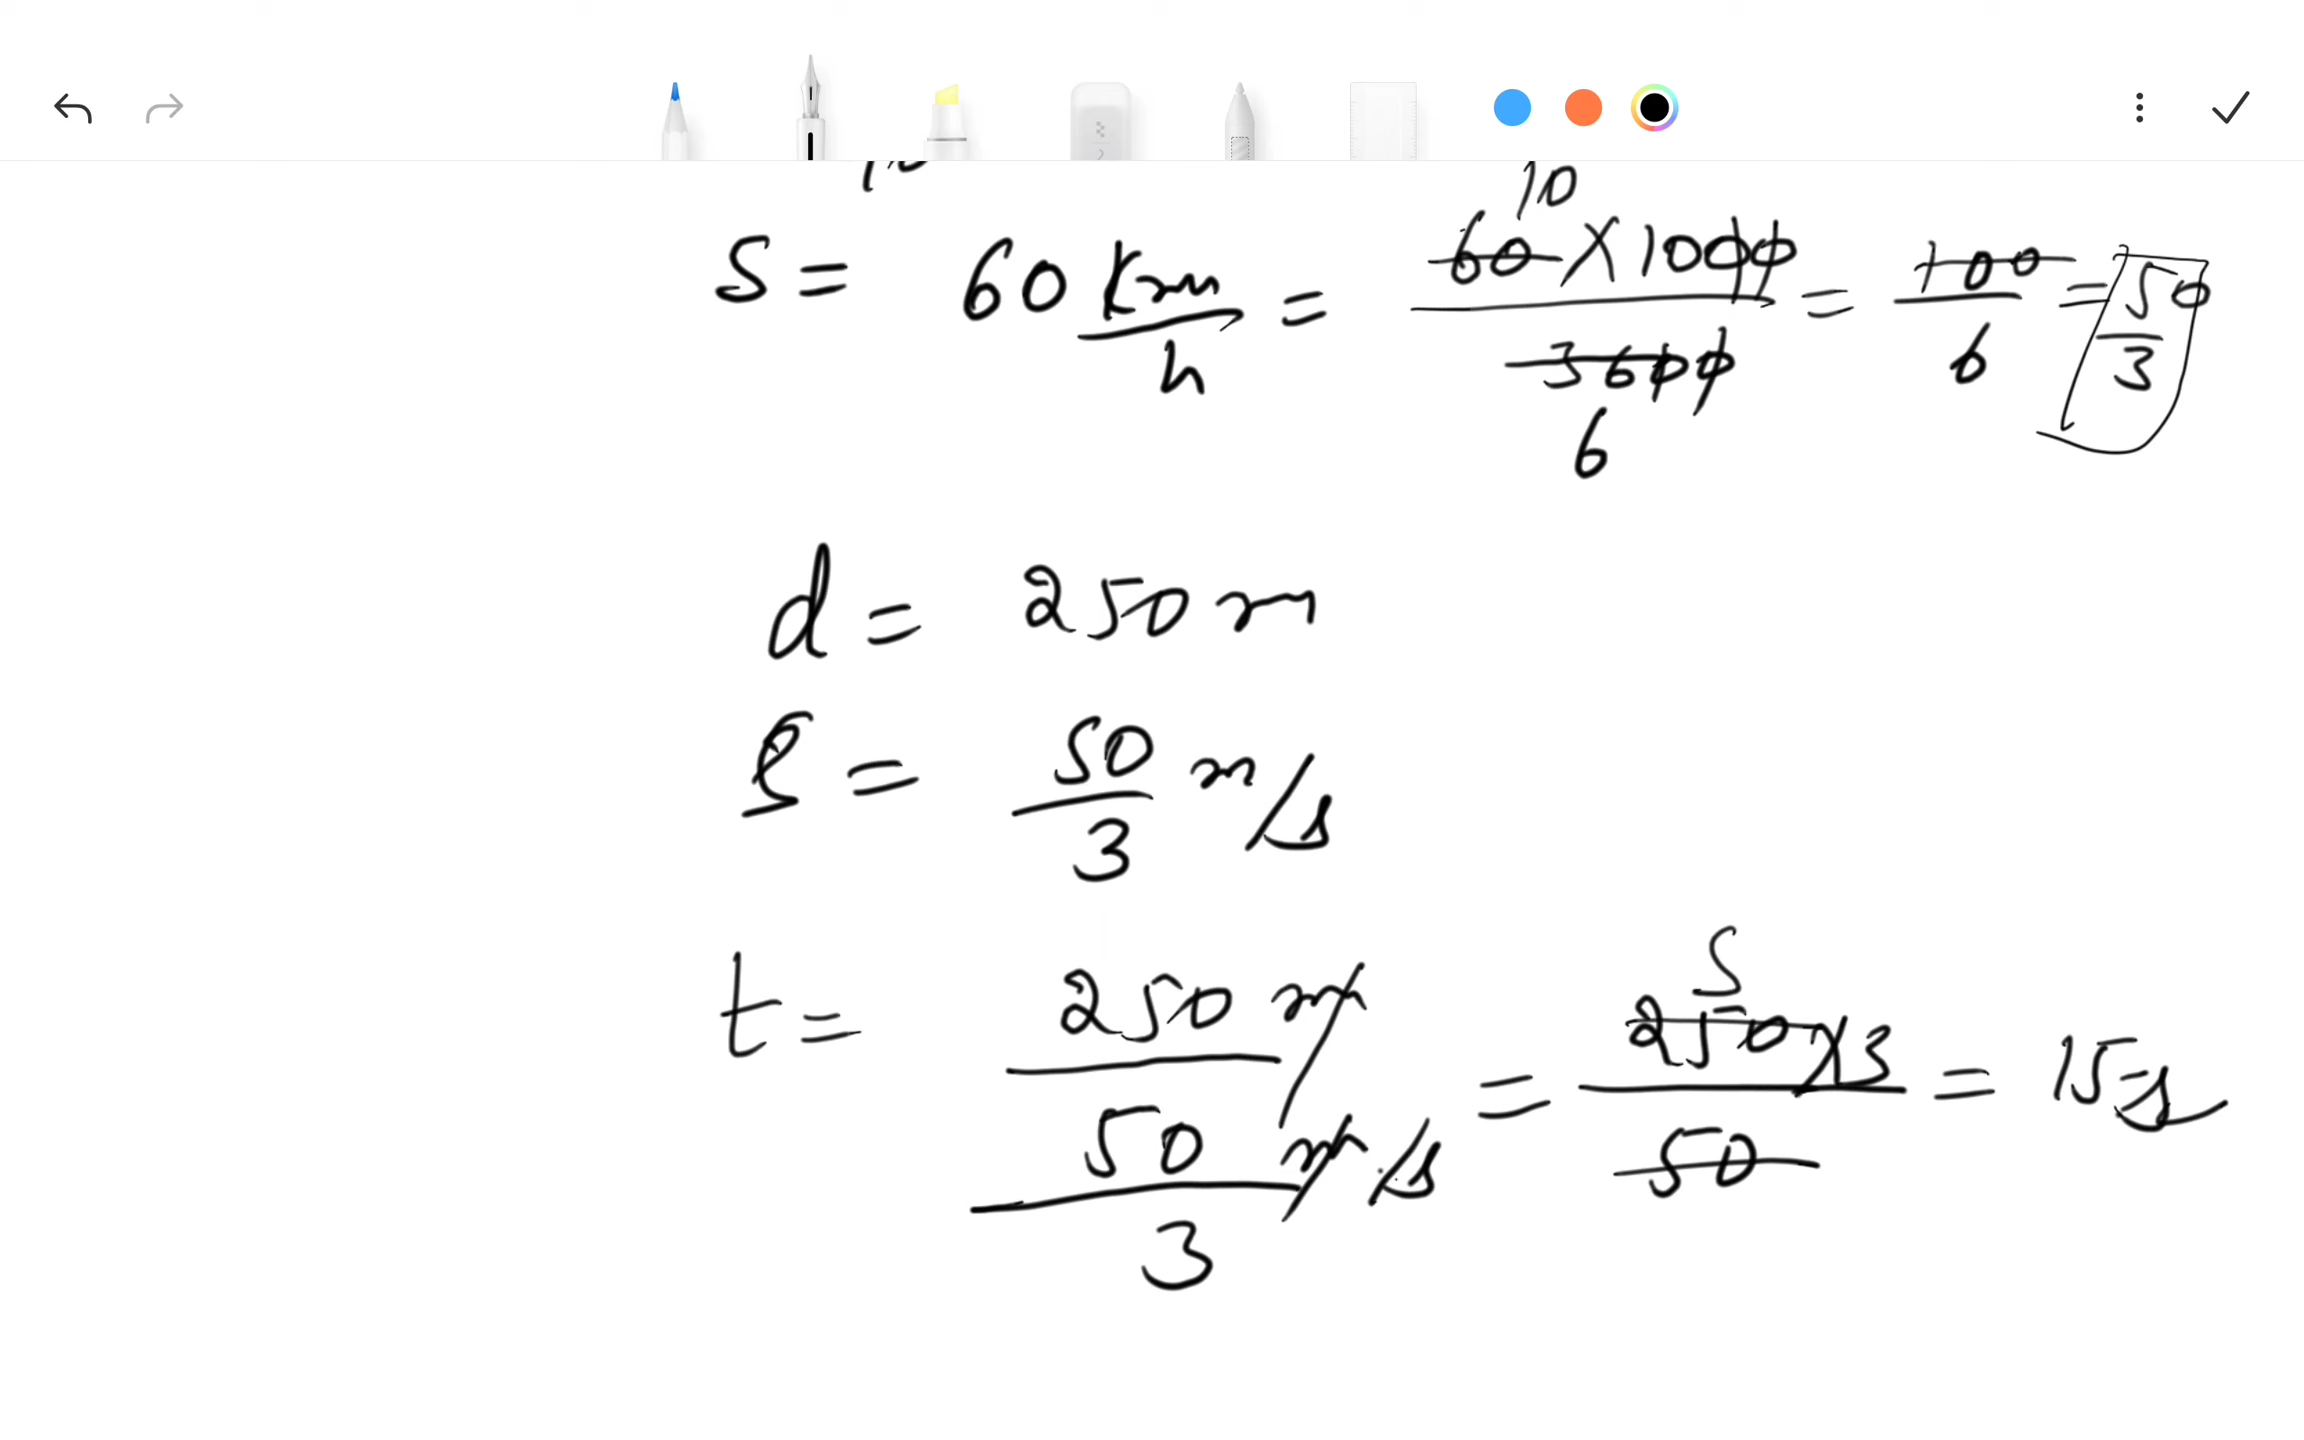 10
S = 60 km/h = 60 X 1000 / 3600 = 100/6 = 50/3
6
d = 250 m
S = 50/3 m/s
5
t = 250 m / 50/3 m/s = 250 X 3 / 50 = 15 s